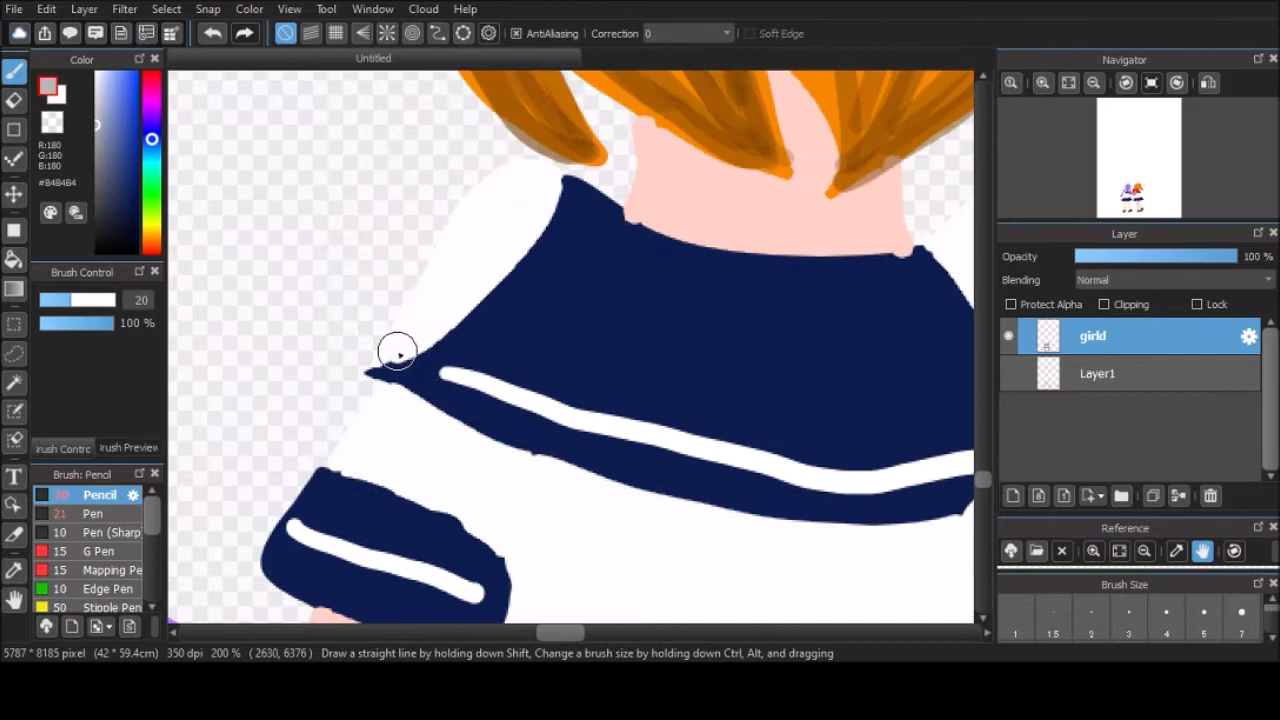 File Edit Layer Filter Select Snap Color View Tool Window Cloud Help
AntiAliasing Correction 0 Soft Edge
Color
Untitled
Navigator
R:180
G:180
B:180
#B4B4B4
Layer
Opacity 100 %
Blending Normal
Protect Alpha Clipping Lock
girld
Layer1
Brush Control
20
100 %
Brush Preview
Brush: Pencil
20 Pencil
21 Pen
10 Pen (Sharp)
15 G Pen
15 Mapping Pe
10 Edge Pen
50 Stipple Pen
Reference
Brush Size
1 1.5 2 3 4 5 7
5787 * 8185 pixel (42 * 59.4cm) 350 dpi 200 % ( 2630, 6376 ) Draw a straight line by holding down Shift, Change a brush size by holding down Ctrl, Alt, and dragging